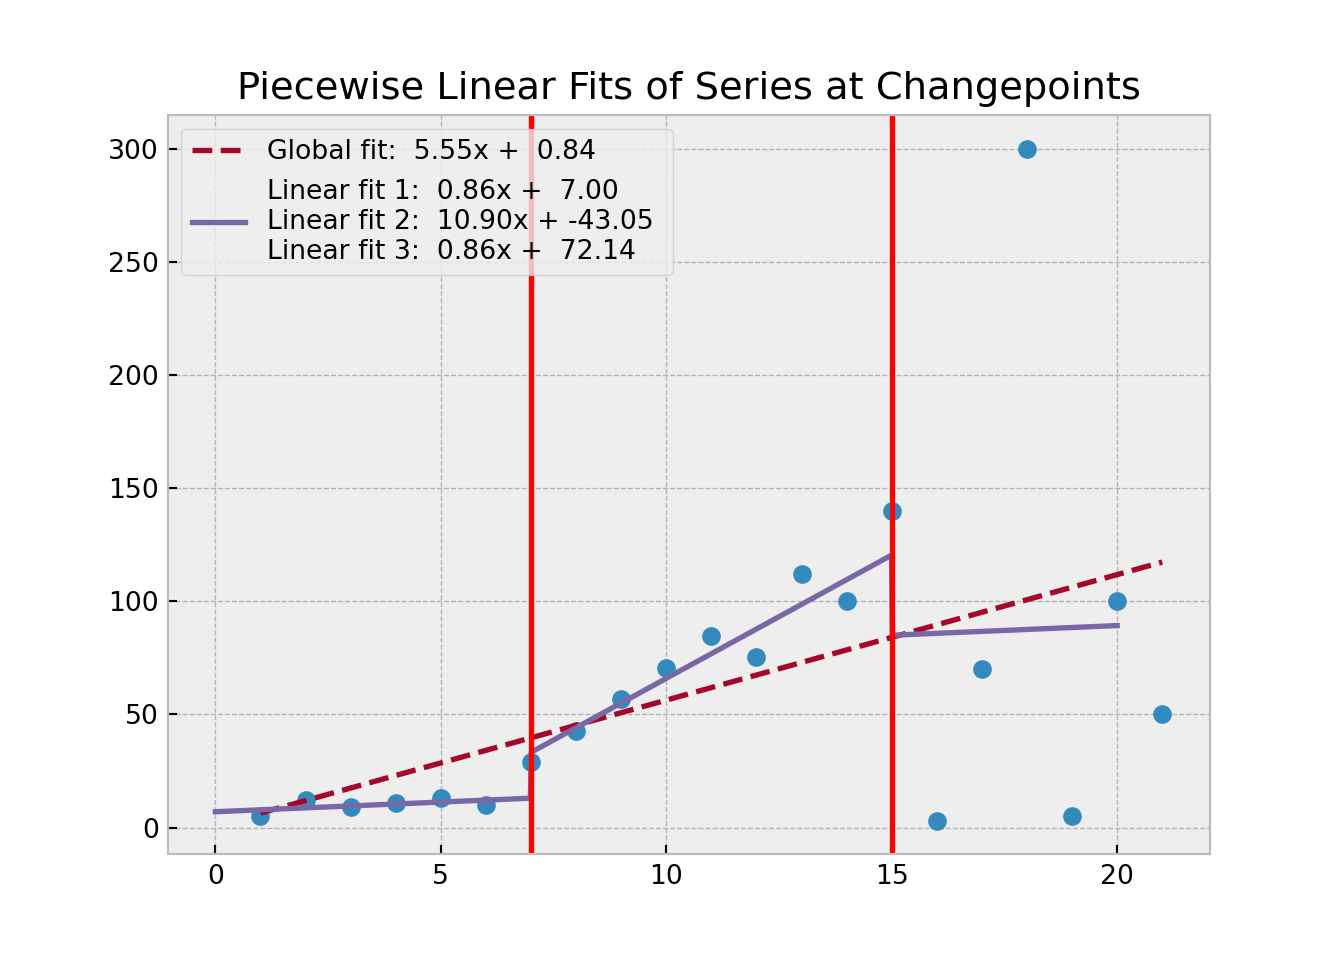 Piecewise Linear Fits of Series at Changepoints
300
250
200
150
100
50
0
Global fit:  5.55x +  0.84
Linear fit 1:  0.86x +  7.00
Linear fit 2:  10.90x + -43.05
Linear fit 3:  0.86x +  72.14
0 5 10 15 20